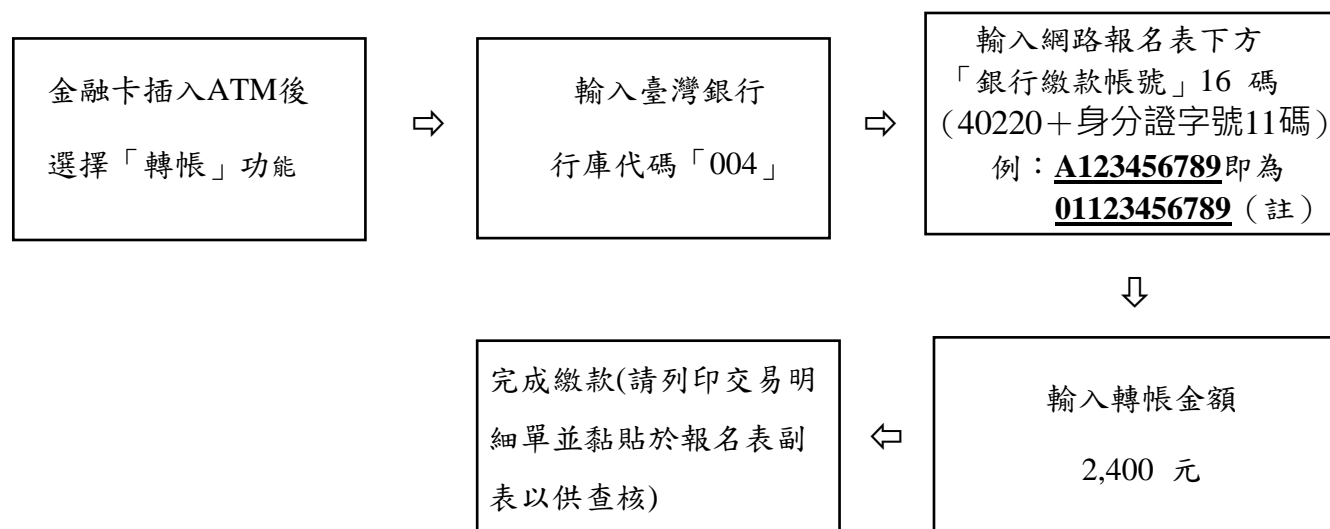 金融卡插入ATM後
選擇「轉帳」功能
輸入臺灣銀行
行庫代碼「004」
輸入網路報名表下方
「銀行繳款帳號」16 碼
（40220＋身分證字號11碼）
例：A123456789即為
01123456789（註）
輸入轉帳金額
2,400 元
完成繳款(請列印交易明
細單並黏貼於報名表副
表以供查核)